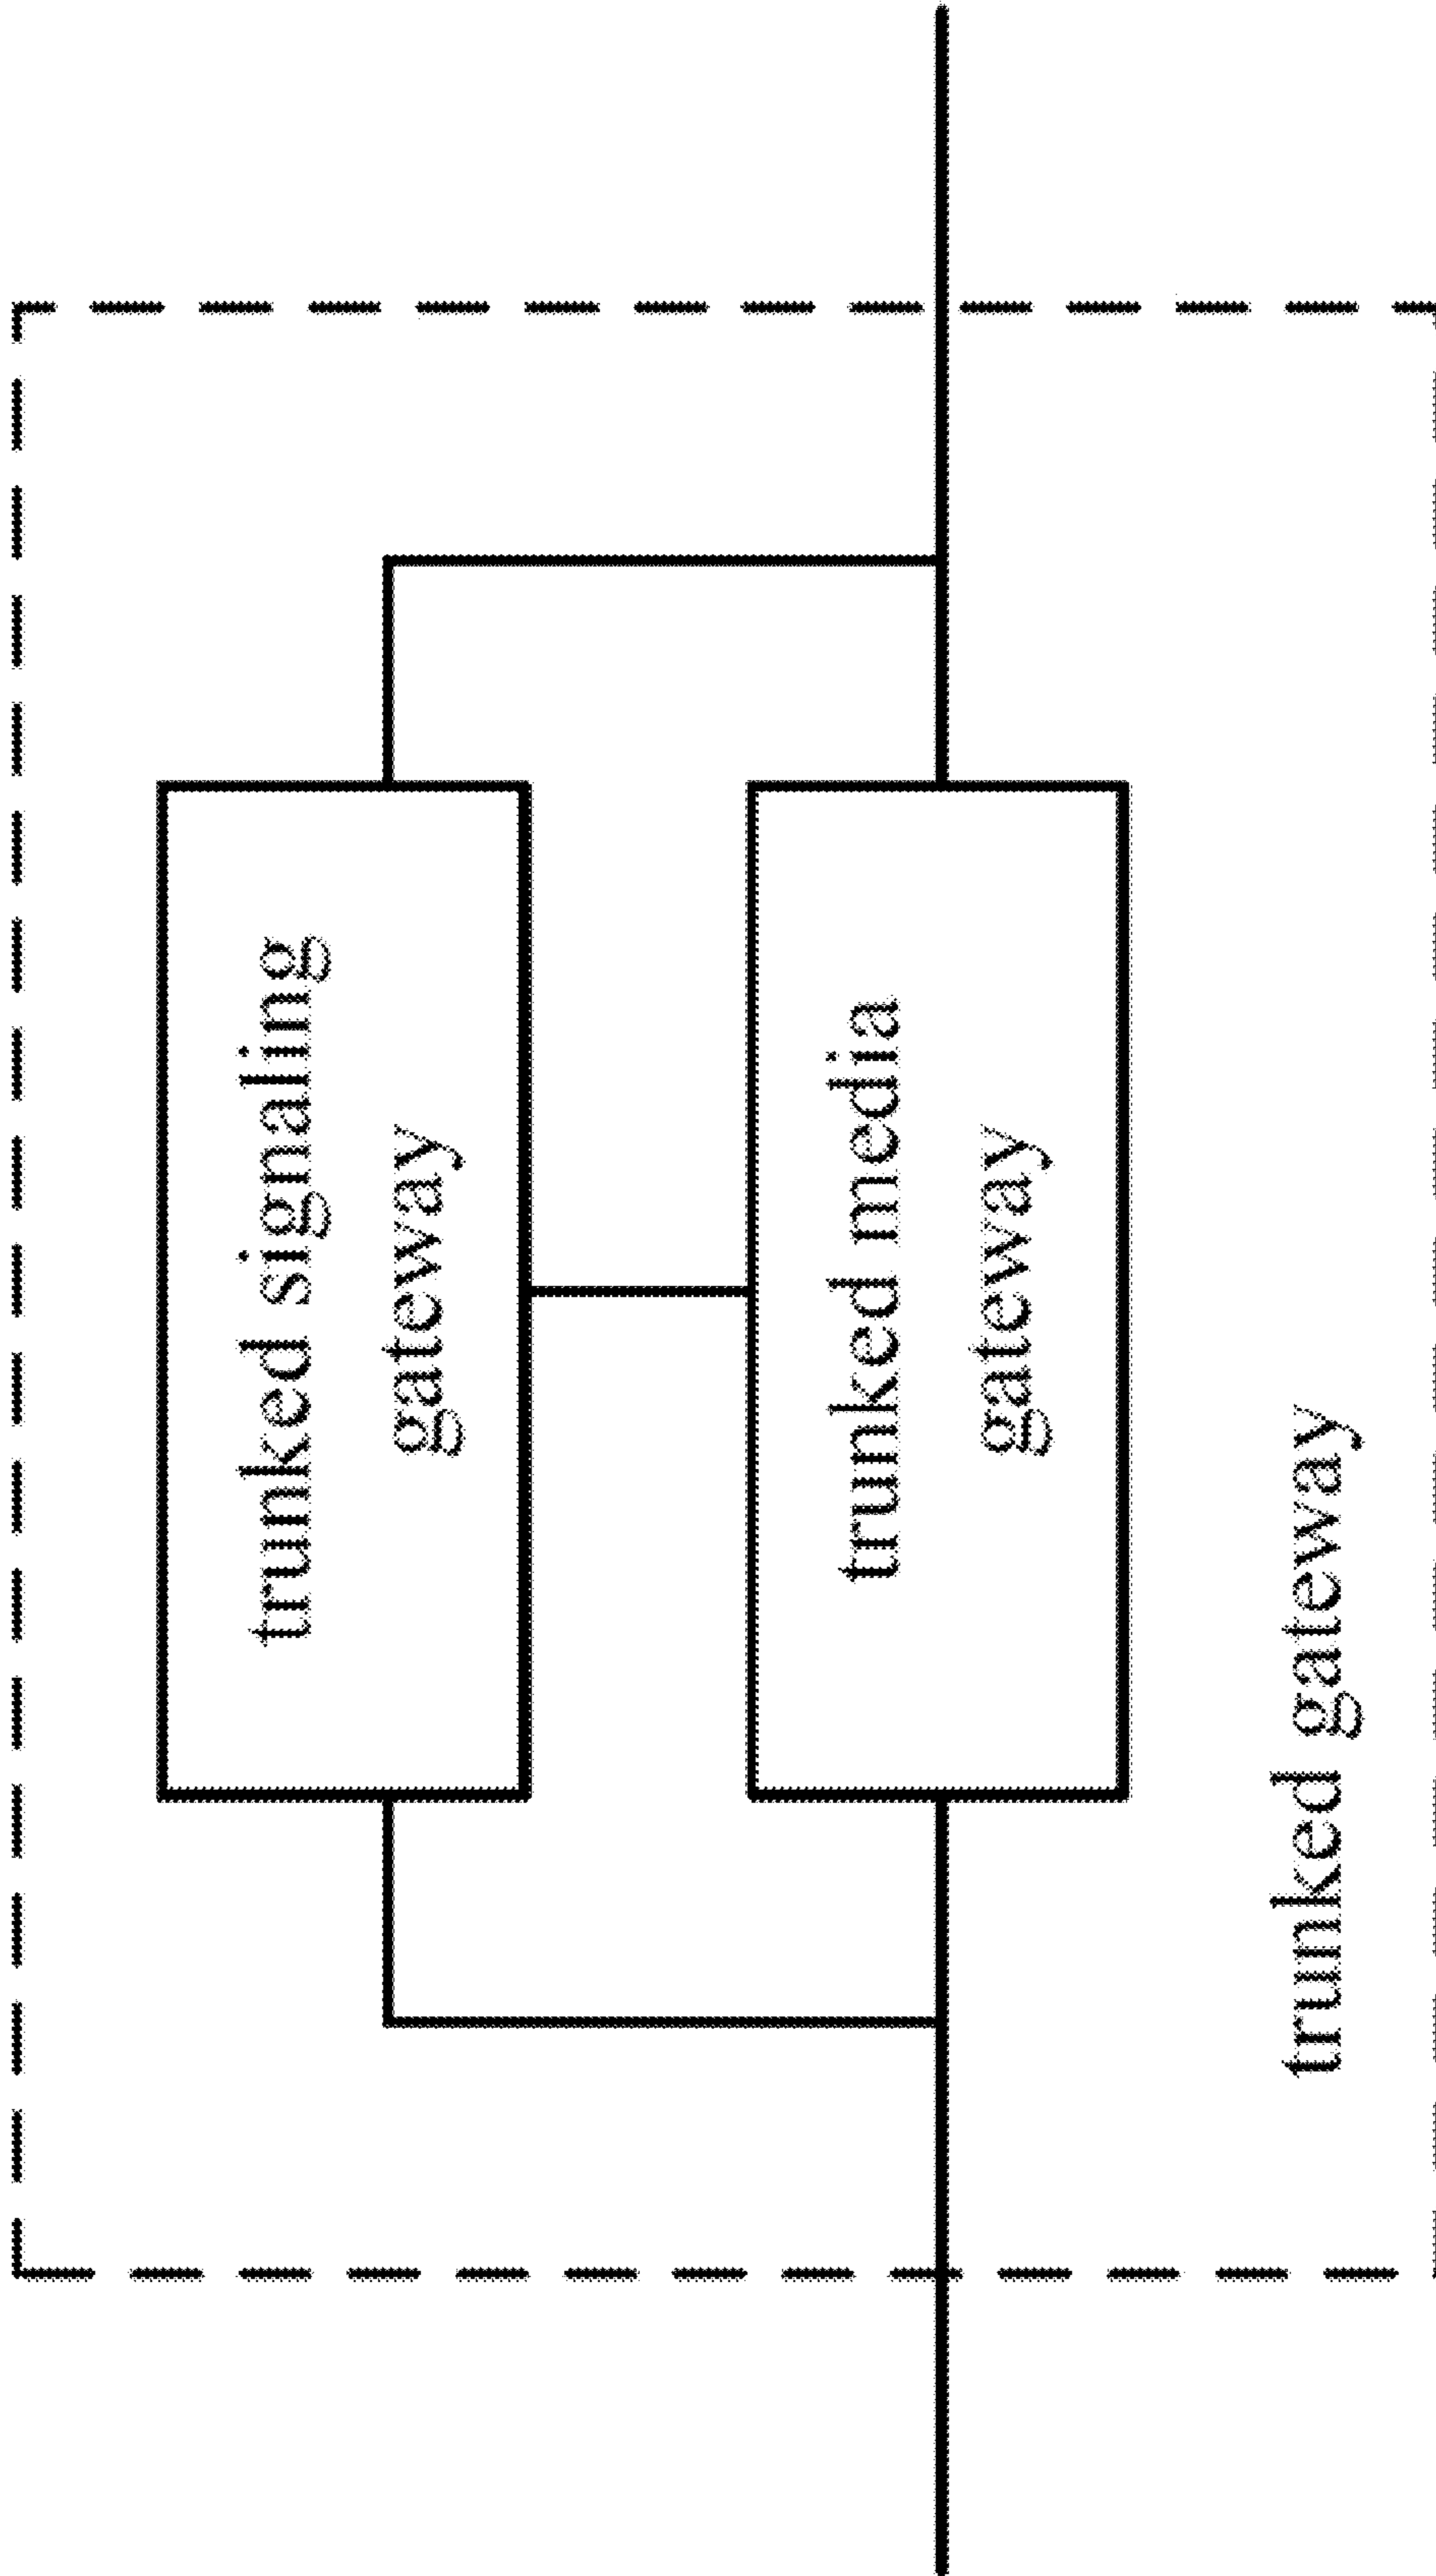 trunked signaling
gateway
trunked media
gateway
trunked gateway